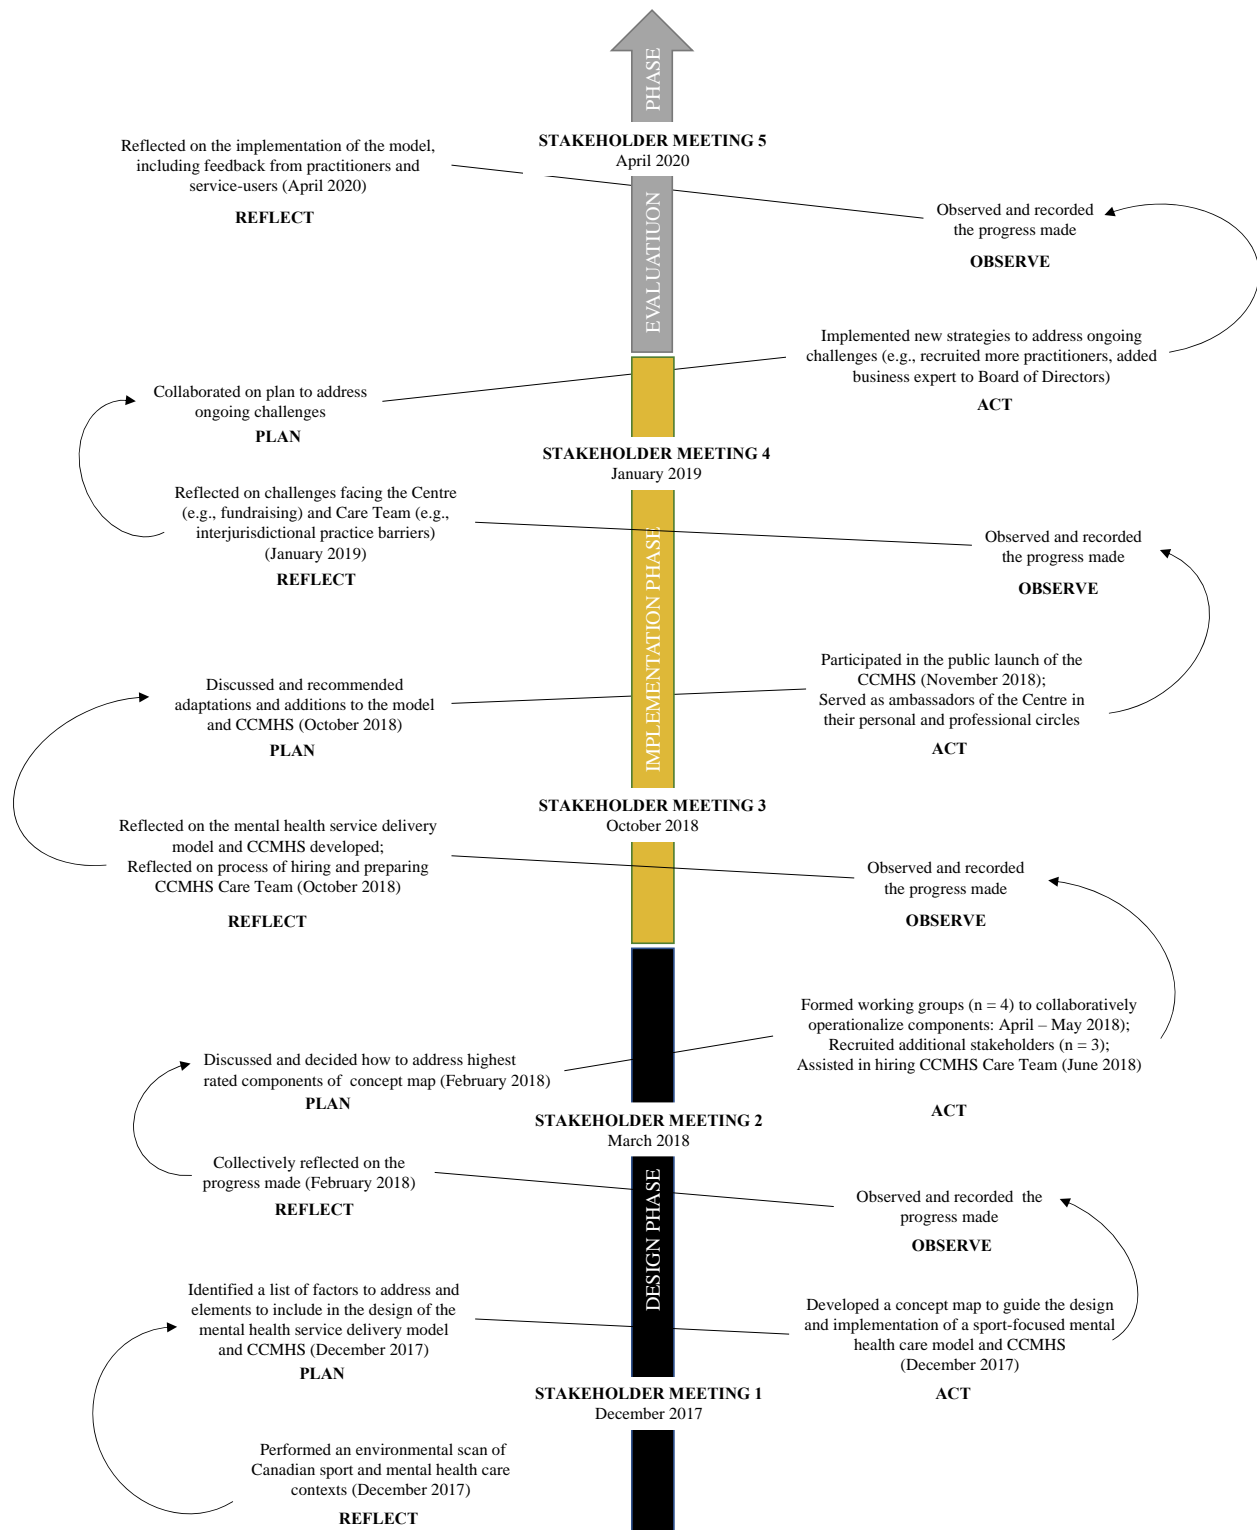 PHASE
STAKEHOLDER MEETING 5
April 2020
Reflected on the implementation of the model,
including feedback from practitioners and
service-users (April 2020)
REFLECT
EVALUATIUON
Observed and recorded
the progress made
OBSERVE
Implemented new strategies to address ongoing
challenges (e.g., recruited more practitioners, added
business expert to Board of Directors)
ACT
Collaborated on plan to address
ongoing challenges
PLAN
STAKEHOLDER MEETING 4
January 2019
Reflected on challenges facing the Centre
(e.g., fundraising) and Care Team (e.g.,
interjurisdictional practice barriers)
(January 2019)
REFLECT
IMPLEMENTATION PHASE
Observed and recorded
the progress made
OBSERVE
Participated in the public launch of the
CCMHS (November 2018);
Served as ambassadors of the Centre in
their personal and professional circles
ACT
Discussed and recommended
adaptations and additions to the model
and CCMHS (October 2018)
PLAN
STAKEHOLDER MEETING 3
October 2018
Reflected on the mental health service delivery
model and CCMHS developed;
Reflected on process of hiring and preparing
CCMHS Care Team (October 2018)
REFLECT
Observed and recorded
the progress made
OBSERVE
Formed working groups (n = 4) to collaboratively
operationalize components: April – May 2018);
Recruited additional stakeholders (n = 3);
Assisted in hiring CCMHS Care Team (June 2018)
ACT
Discussed and decided how to address highest
rated components of concept map (February 2018)
PLAN
STAKEHOLDER MEETING 2
March 2018
Collectively reflected on the
progress made (February 2018)
REFLECT
DESIGN PHASE
Observed and recorded the
progress made
OBSERVE
Identified a list of factors to address and
elements to include in the design of the
mental health service delivery model
and CCMHS (December 2017)
PLAN
Developed a concept map to guide the design
and implementation of a sport-focused mental
health care model and CCMHS
(December 2017)
ACT
STAKEHOLDER MEETING 1
December 2017
Performed an environmental scan of
Canadian sport and mental health care
contexts (December 2017)
REFLECT